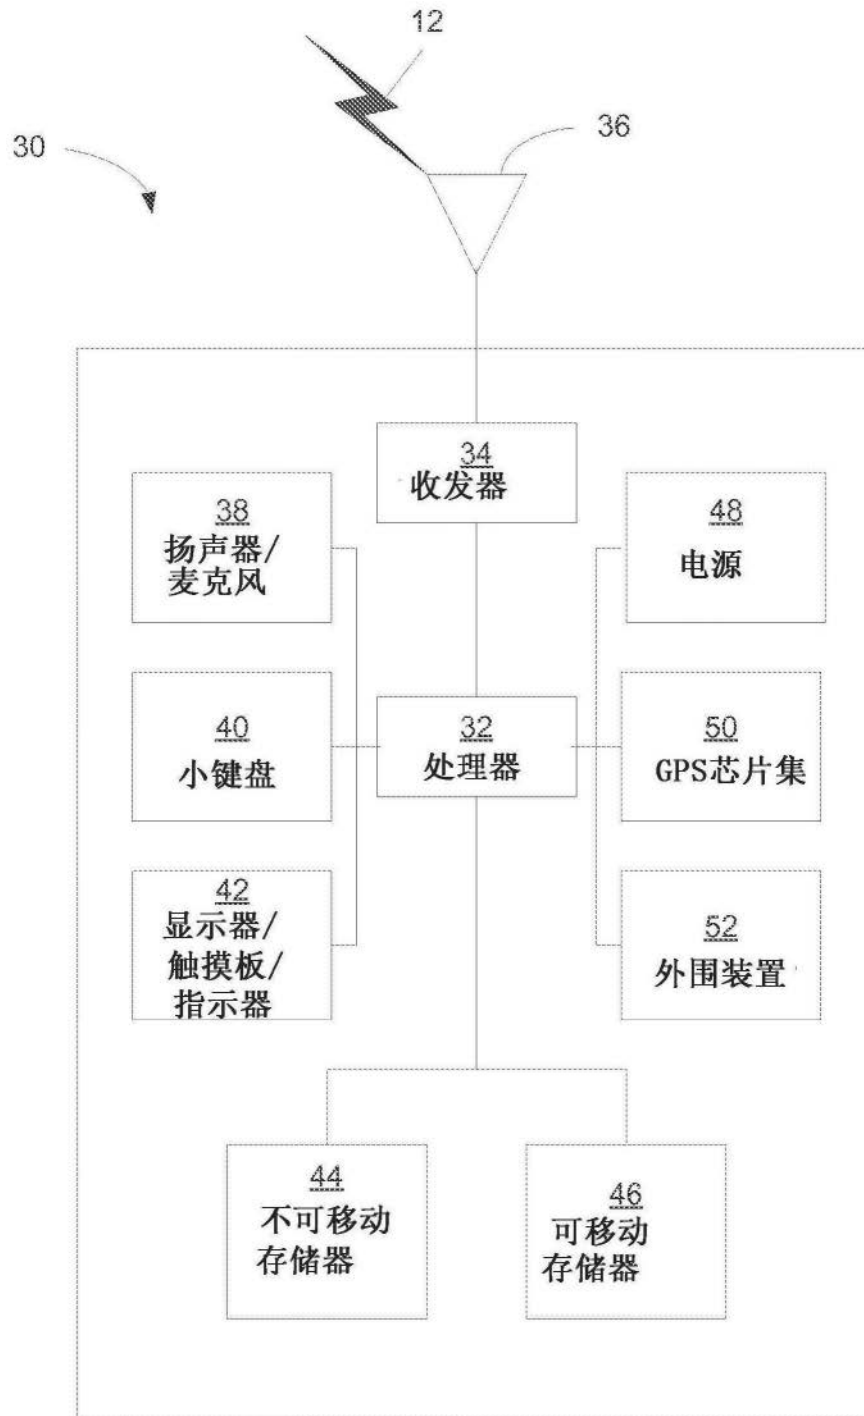 12
36
30
34
收发器
38
扬声器/
麦克风
48
电源
40
小键盘
32
处理器
50
GPS芯片集
42
显示器/
触摸板/
指示器
52
外围装置
44
不可移动
存储器
46
可移动
存储器